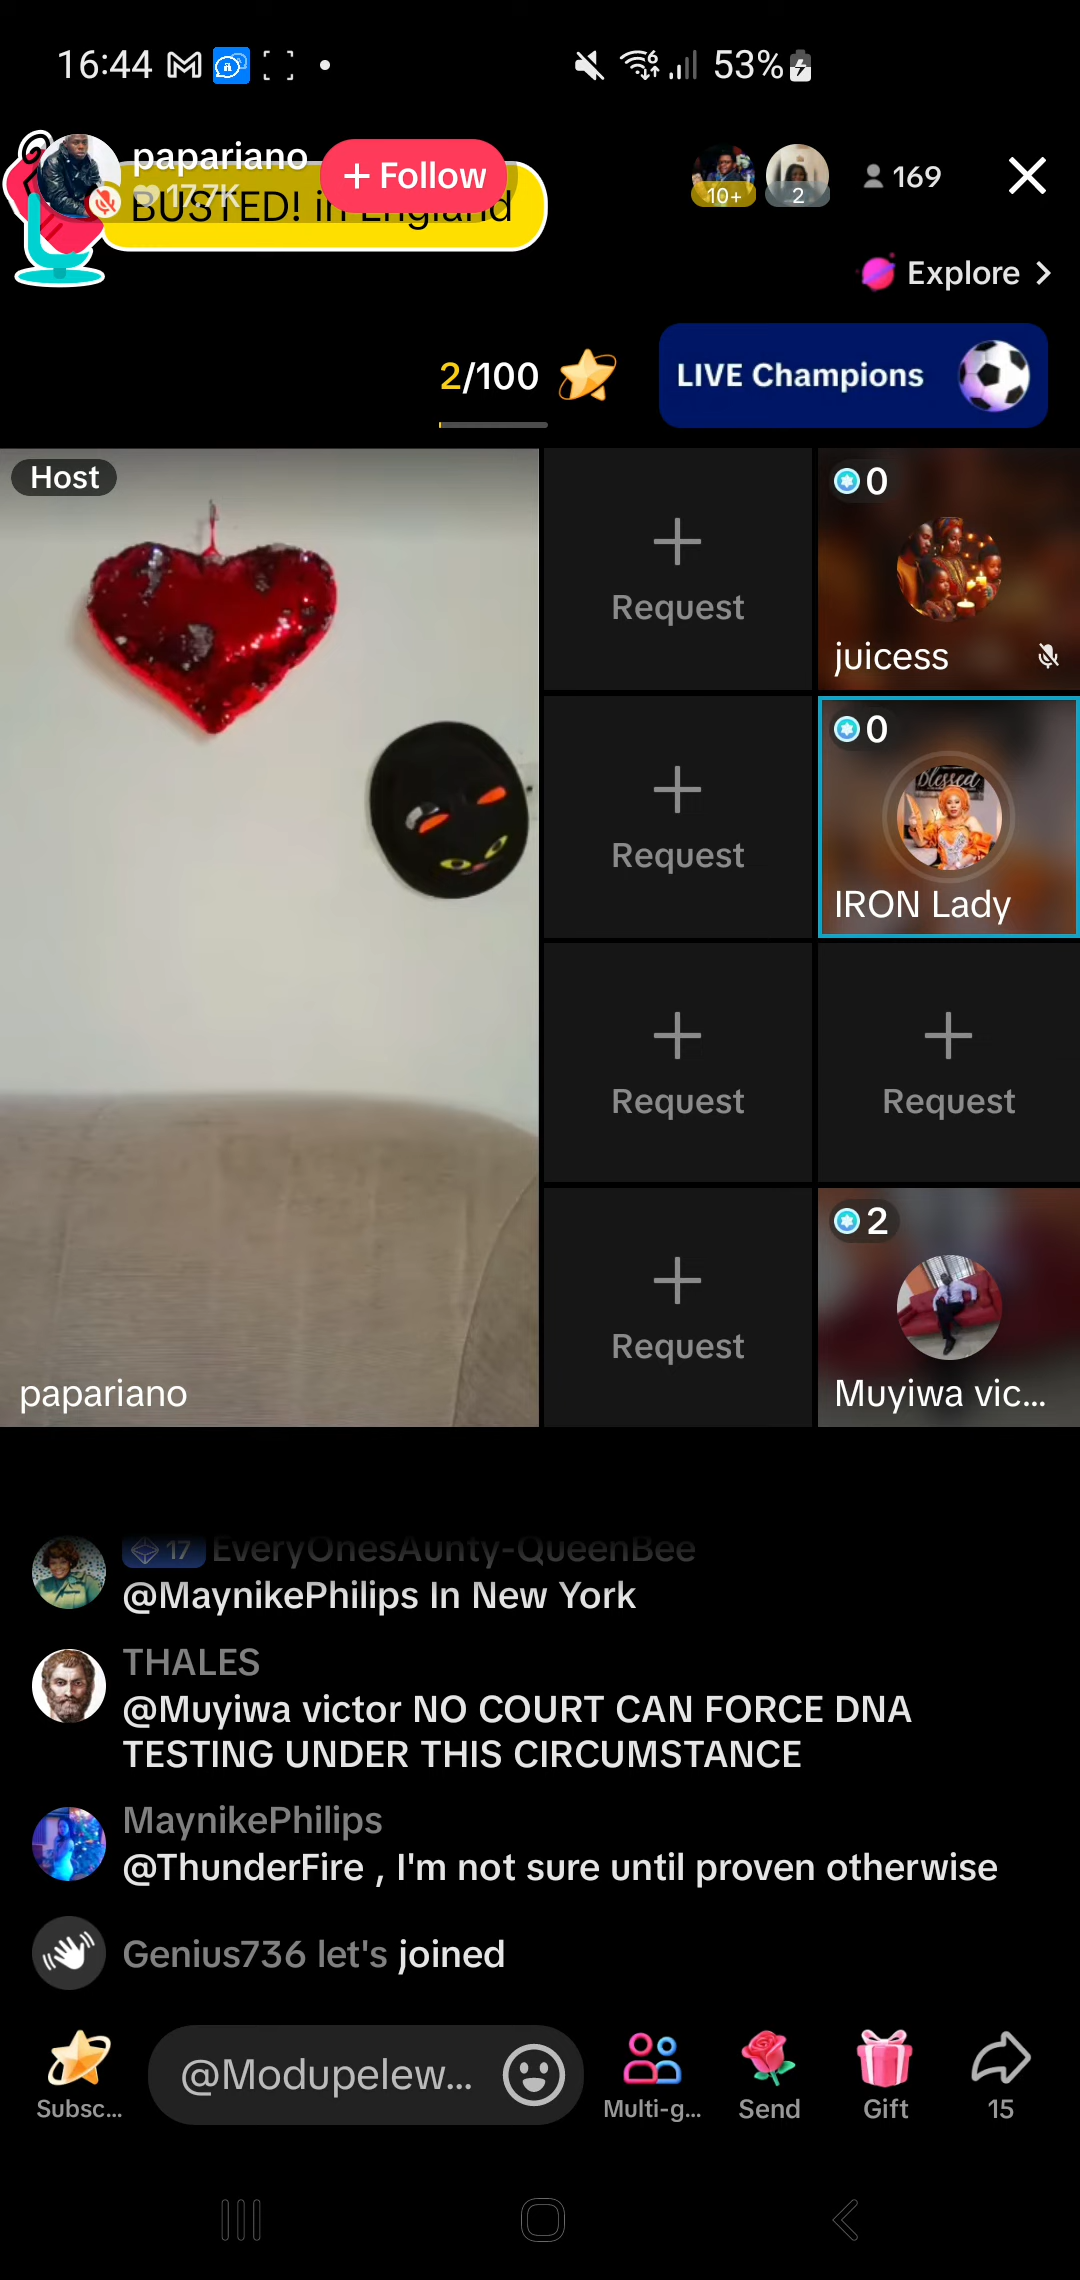 16:44
53%
papariano
17.7K
+ Follow
BUSTED! in England
10+
2
169
Explore >
2/100
LIVE Champions
Host
Request
0
juicess
Request
0
Blessed
IRON Lady
Request
Request
Request
2
Muyiwa vic...
papariano
17 EveryOnesAunty-QueenBee
@MaynikePhilips In New York
THALES
@Muyiwa victor NO COURT CAN FORCE DNA
TESTING UNDER THIS CIRCUMSTANCE
MaynikePhilips
@ThunderFire , I'm not sure until proven otherwise
Genius736 let's joined
@Modupelew...
Subsc...
Multi-g...
Send
Gift
15